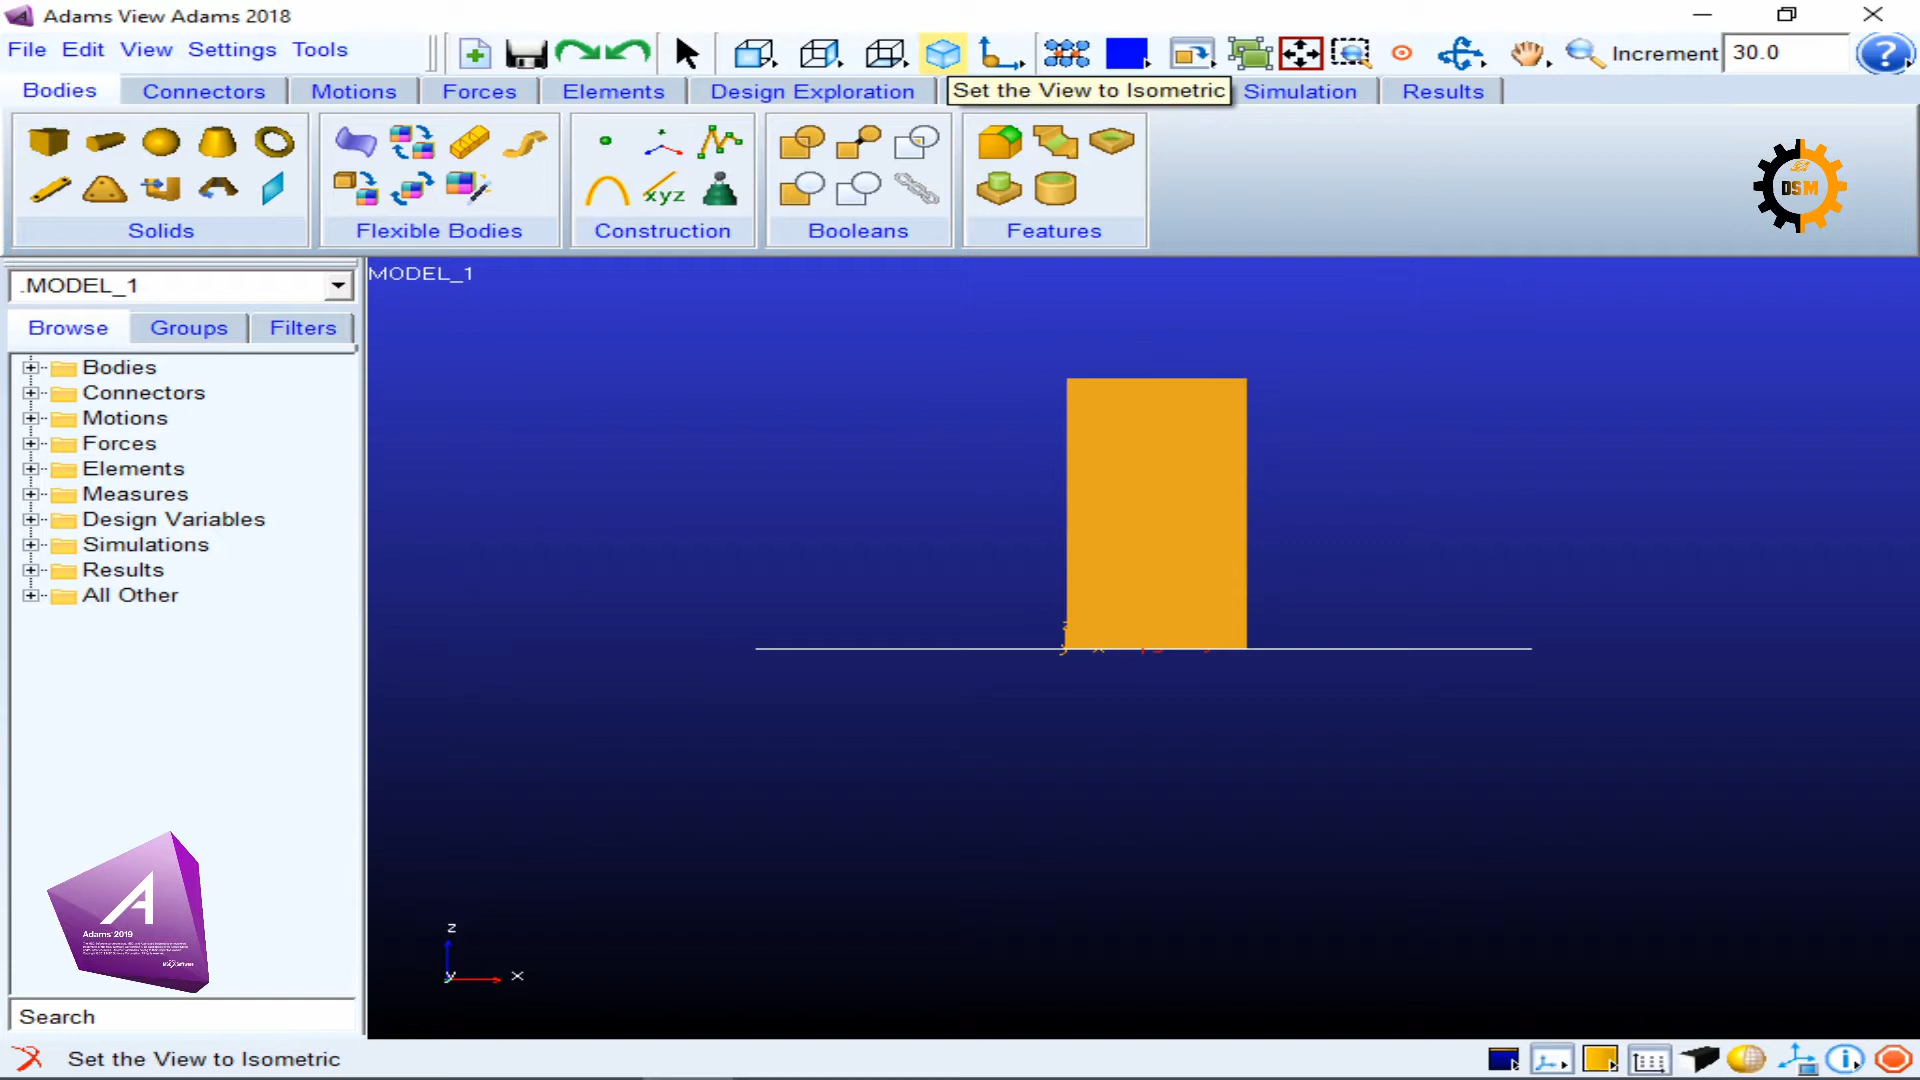 Adams View Adams 2018
File Edit View Settings Tools
Increment 30.0
Bodies Connectors Motions Forces Elements Design Exploration Set the View to Isometric Simulation Results
xyz
DSM
Solids Flexible Bodies Construction Booleans Features
.MODEL_1
MODEL_1
Browse Groups Filters
Bodies
Connectors
Motions
Forces
Elements
Measures
Design Variables
Simulations
Results
All Other
Adams 2019
z
y x
Search
Set the View to Isometric